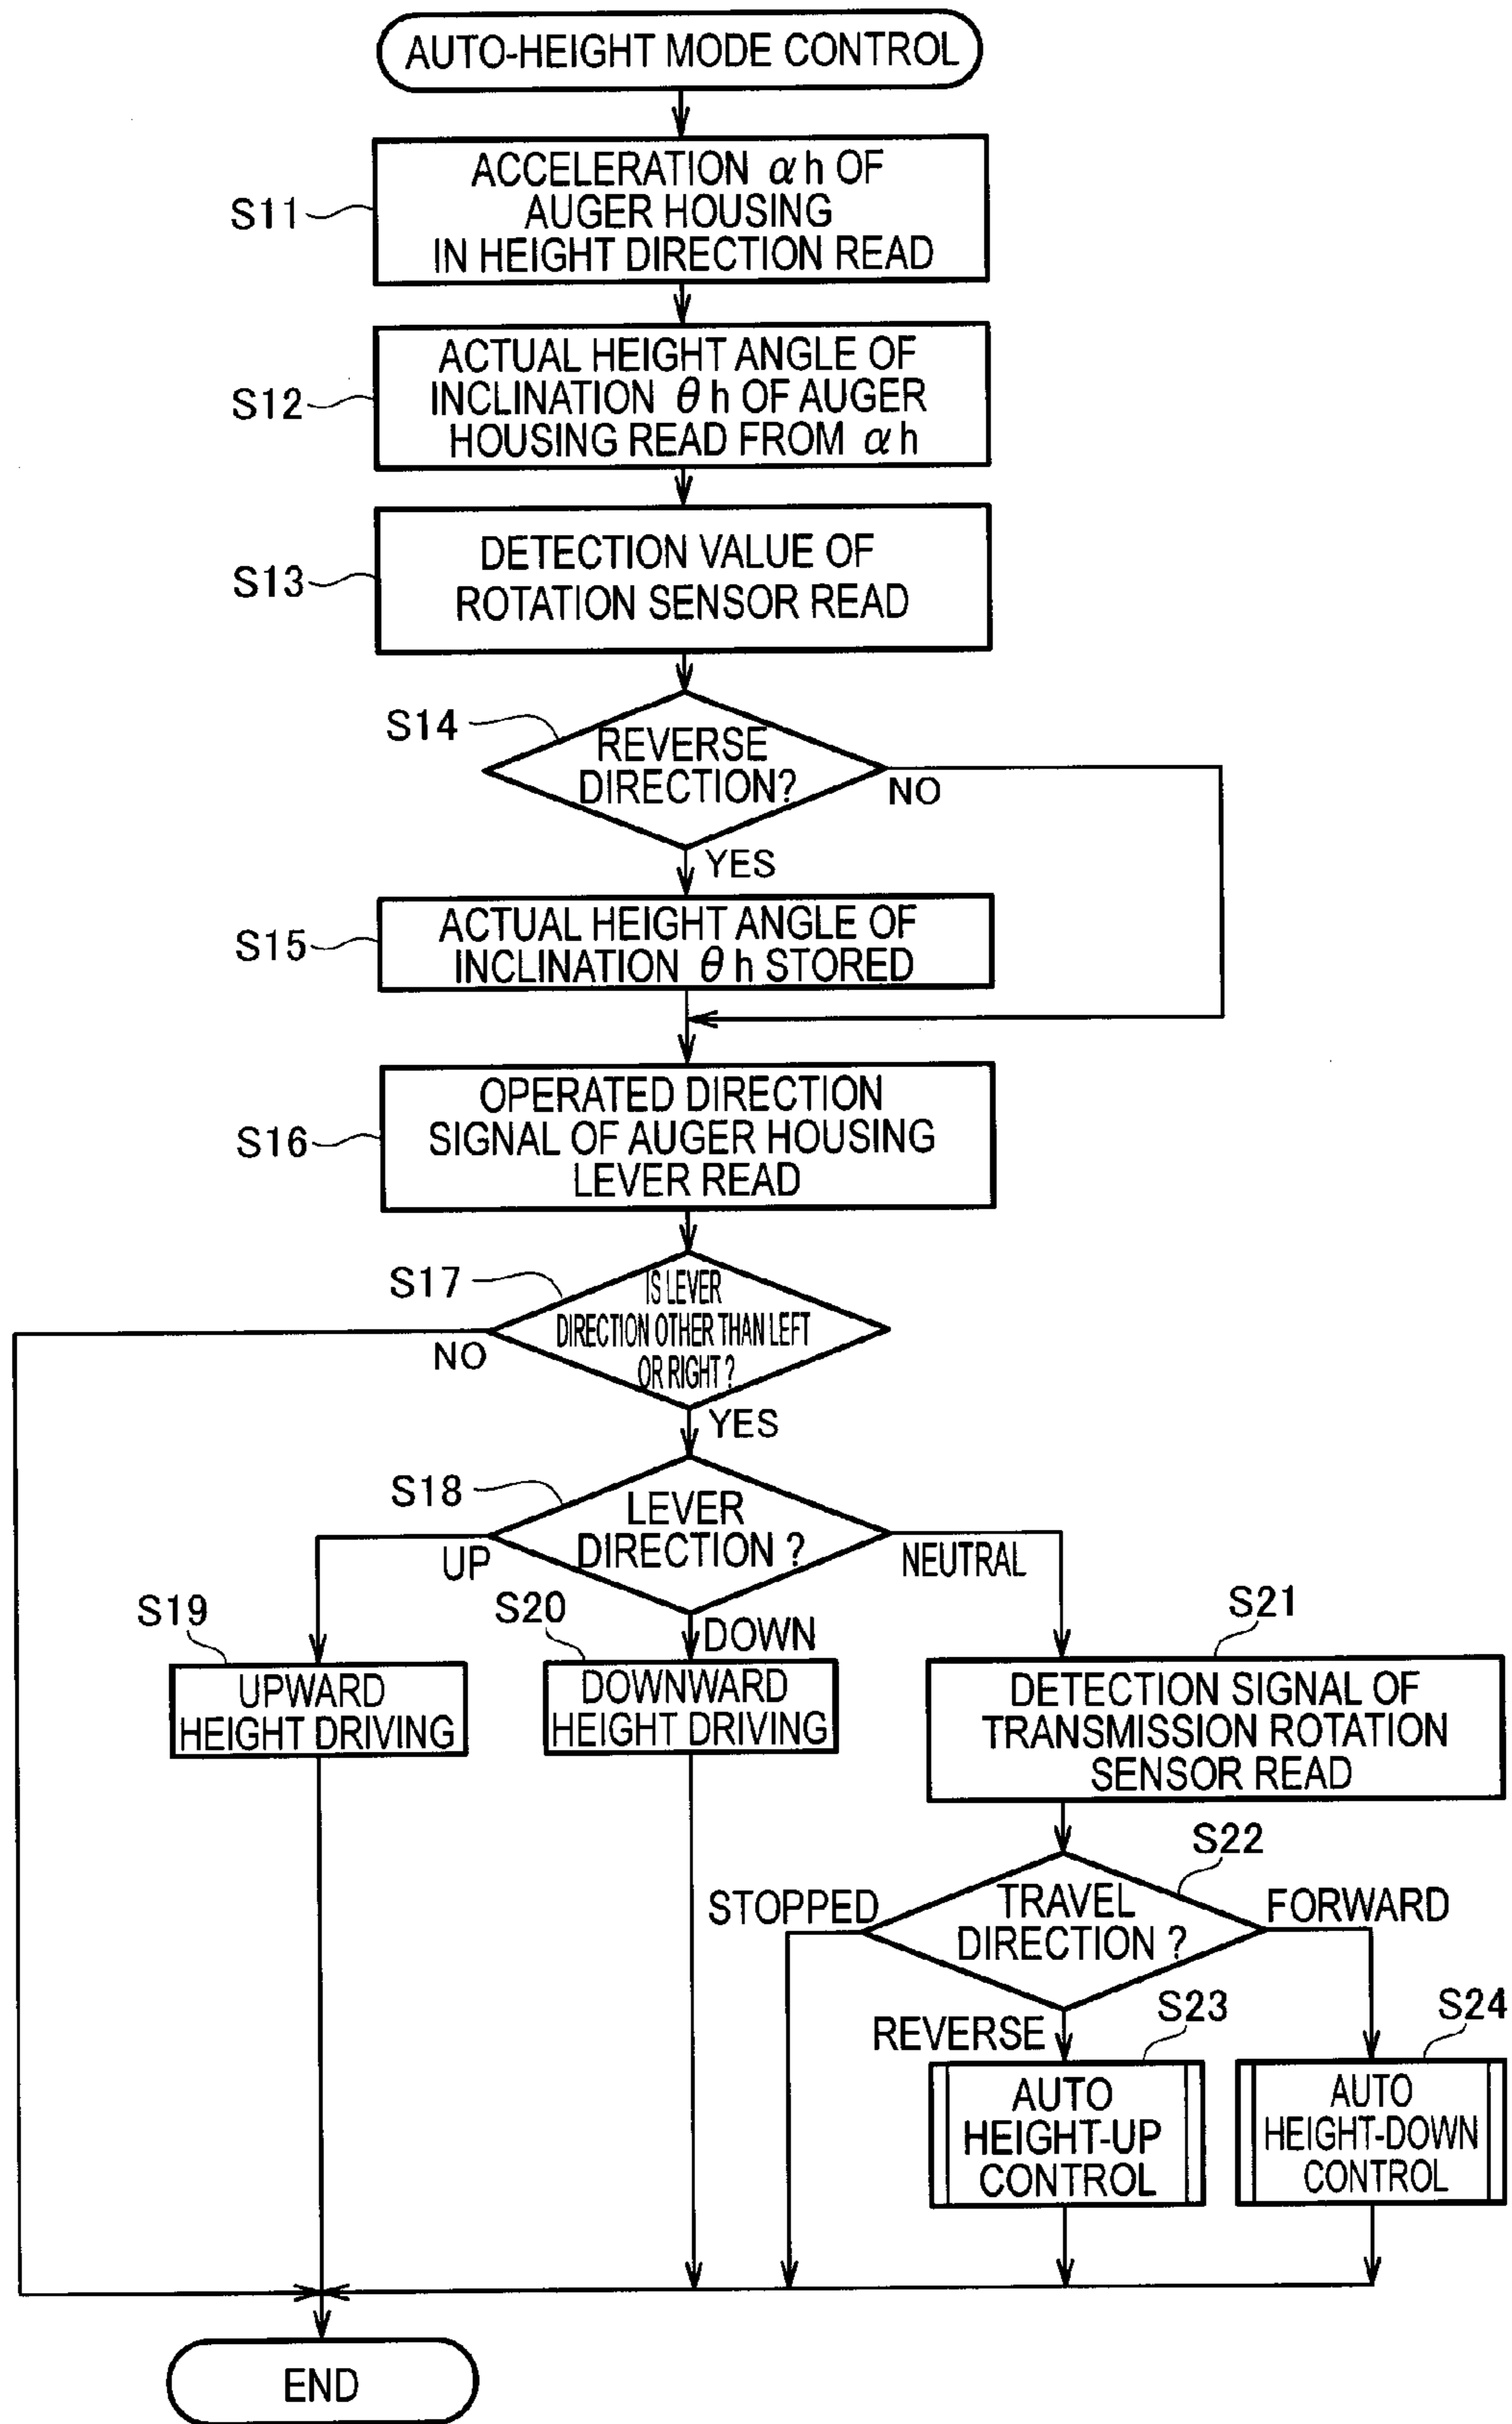 AUTO-HEIGHT MODE CONTROL
S11
ACCELERATION αh OF
AUGER HOUSING
IN HEIGHT DIRECTION READ
S12
ACTUAL HEIGHT ANGLE OF
INCLINATION θh OF AUGER
HOUSING READ FROM αh
S13
DETECTION VALUE OF
ROTATION SENSOR READ
S14
REVERSE
DIRECTION?
NO
YES
S15
ACTUAL HEIGHT ANGLE OF
INCLINATION θh STORED
S16
OPERATED DIRECTION
SIGNAL OF AUGER HOUSING
LEVER READ
S17
IS LEVER
DIRECTION OTHER THAN LEFT
OR RIGHT?
NO
YES
S18
LEVER
DIRECTION ?
UP
NEUTRAL
DOWN
S19
UPWARD
HEIGHT DRIVING
S20
DOWNWARD
HEIGHT DRIVING
S21
DETECTION SIGNAL OF
TRANSMISSION ROTATION
SENSOR READ
S22
TRAVEL
DIRECTION ?
STOPPED
FORWARD
REVERSE
S23
AUTO
HEIGHT-UP
CONTROL
S24
AUTO
HEIGHT-DOWN
CONTROL
END